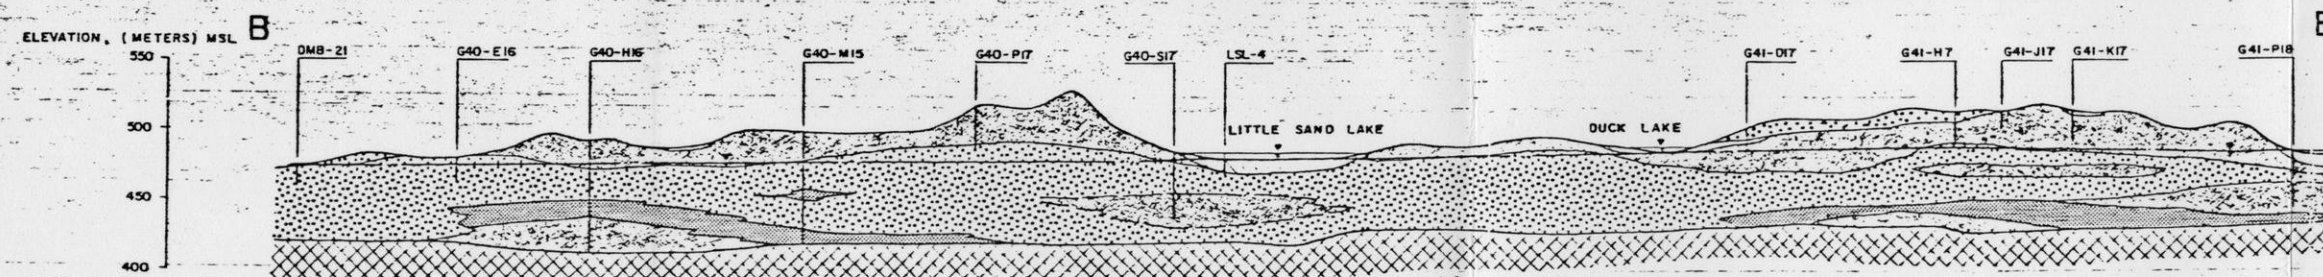 B
ELEVATION, (METERS) MSL
DMB-21 G40-E16 G40-H16 G40-M15 G40-P17 G40-S17 LSL-4 G41-D17 G41-H7 G41-J17 G41-K17 G41-P18
550
500
LITTLE SAND LAKE DUCK LAKE
450
400